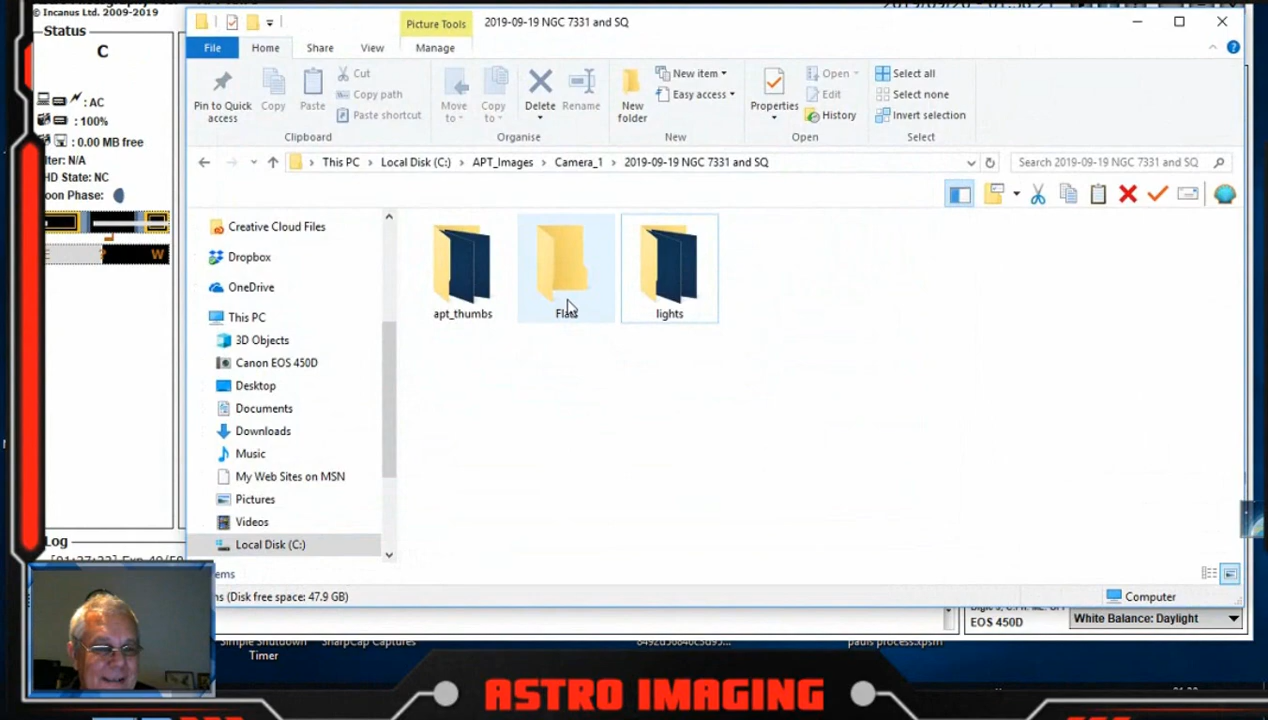 © Incanus Ltd. 2009-2019
Status
C
: AC
: 100%
: 0.00 MB free
ilter: N/A
HD State: NC
oon Phase:
E ? W
Log
Picture Tools 2019-09-19 NGC 7331 and SQ
File Home Share View Manage
Pin to Quick access
Copy
Paste
Cut
Copy path
Paste shortcut
Clipboard
Move to
Copy to
Delete
Rename
Organise
New folder
New item
Easy access
New
Properties
Open
Edit
History
Open
Select all
Select none
Invert selection
Select
This PC > Local Disk (C:) > APT_Images > Camera_1 > 2019-09-19 NGC 7331 and SQ
Search 2019-09-19 NGC 7331 and SQ
Creative Cloud Files
Dropbox
OneDrive
This PC
3D Objects
Canon EOS 450D
Desktop
Documents
Downloads
Music
My Web Sites on MSN
Pictures
Videos
Local Disk (C:)
apt_thumbs
Flats
lights
ems
(Disk free space: 47.9 GB)
Computer
EOS 450D
White Balance: Daylight
Simple Shutdown Timer
SharpCap Captures
pauls process.xpsm
ASTRO IMAGING